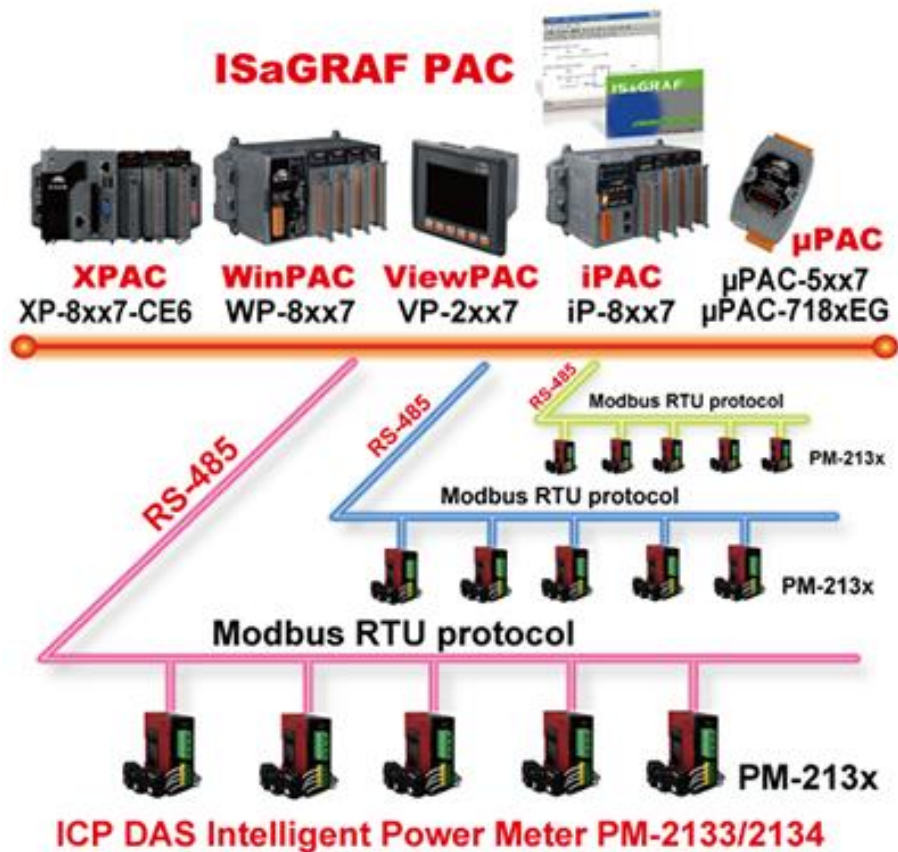 ISaGRAF PAC
ISaGRAF
XPAC
XP-8xx7-CE6
WinPAC
WP-8xx7
ViewPAC
VP-2xx7
iPAC
iP-8xx7
µPAC
µPAC-5xx7
µPAC-718xEG
RS-485
Modbus RTU protocol
PM-213x
RS-485
Modbus RTU protocol
PM-213x
RS-485
Modbus RTU protocol
PM-213x
ICP DAS Intelligent Power Meter PM-2133/2134